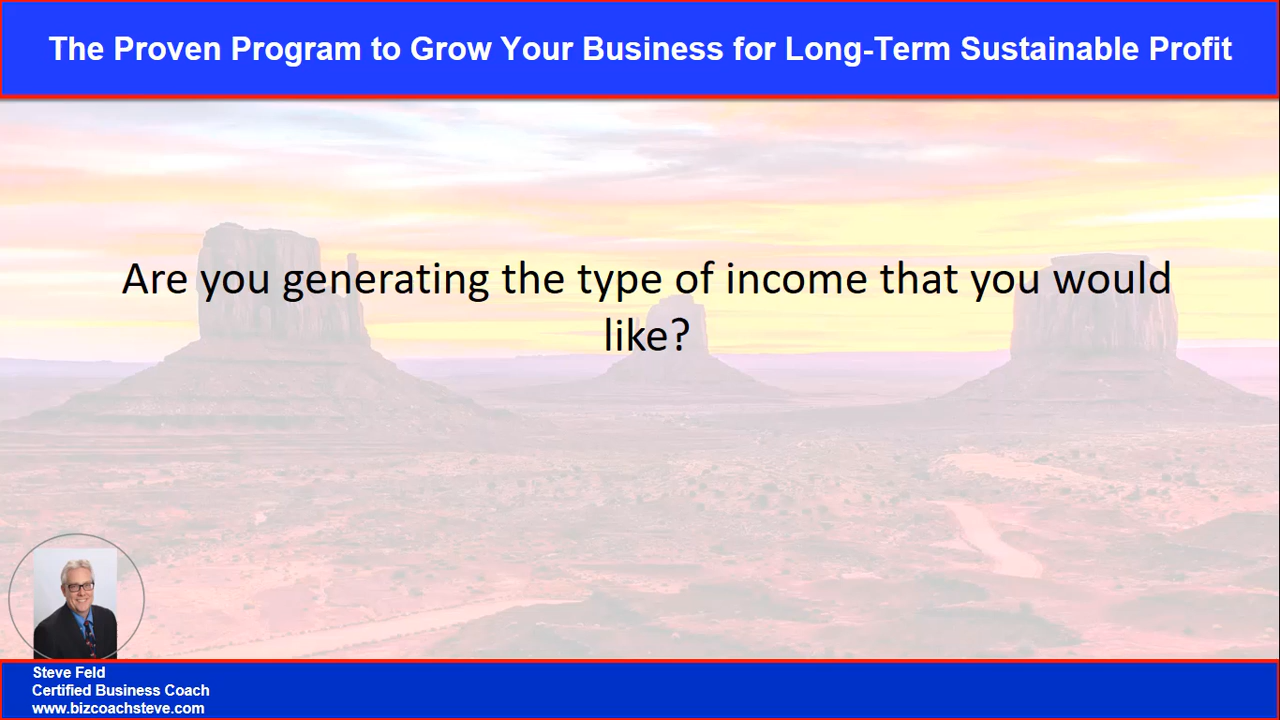 The Proven Program to Grow Your Business for Long-Term Sustainable Profit
Are you generating the type of income that you would
like?
Steve Feld
Certified Business Coach
www.bizcoachsteve.com